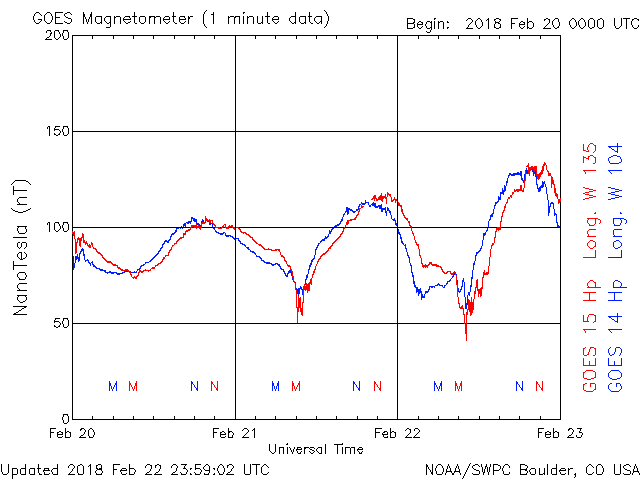 GOES Magnetometer (1 minute data)
Begin: 2018 Feb 20 0000 UTC
200
150
100
50
0
NanoTesla (nT)
M M N N M M N N M M N N
Feb 20 Feb 21 Feb 22 Feb 23
Universal Time
GOES 15 Hp Long. W 135
GOES 14 Hp Long. W 104
Updated 2018 Feb 22 23:59:02 UTC
NOAA/SWPC Boulder, CO USA